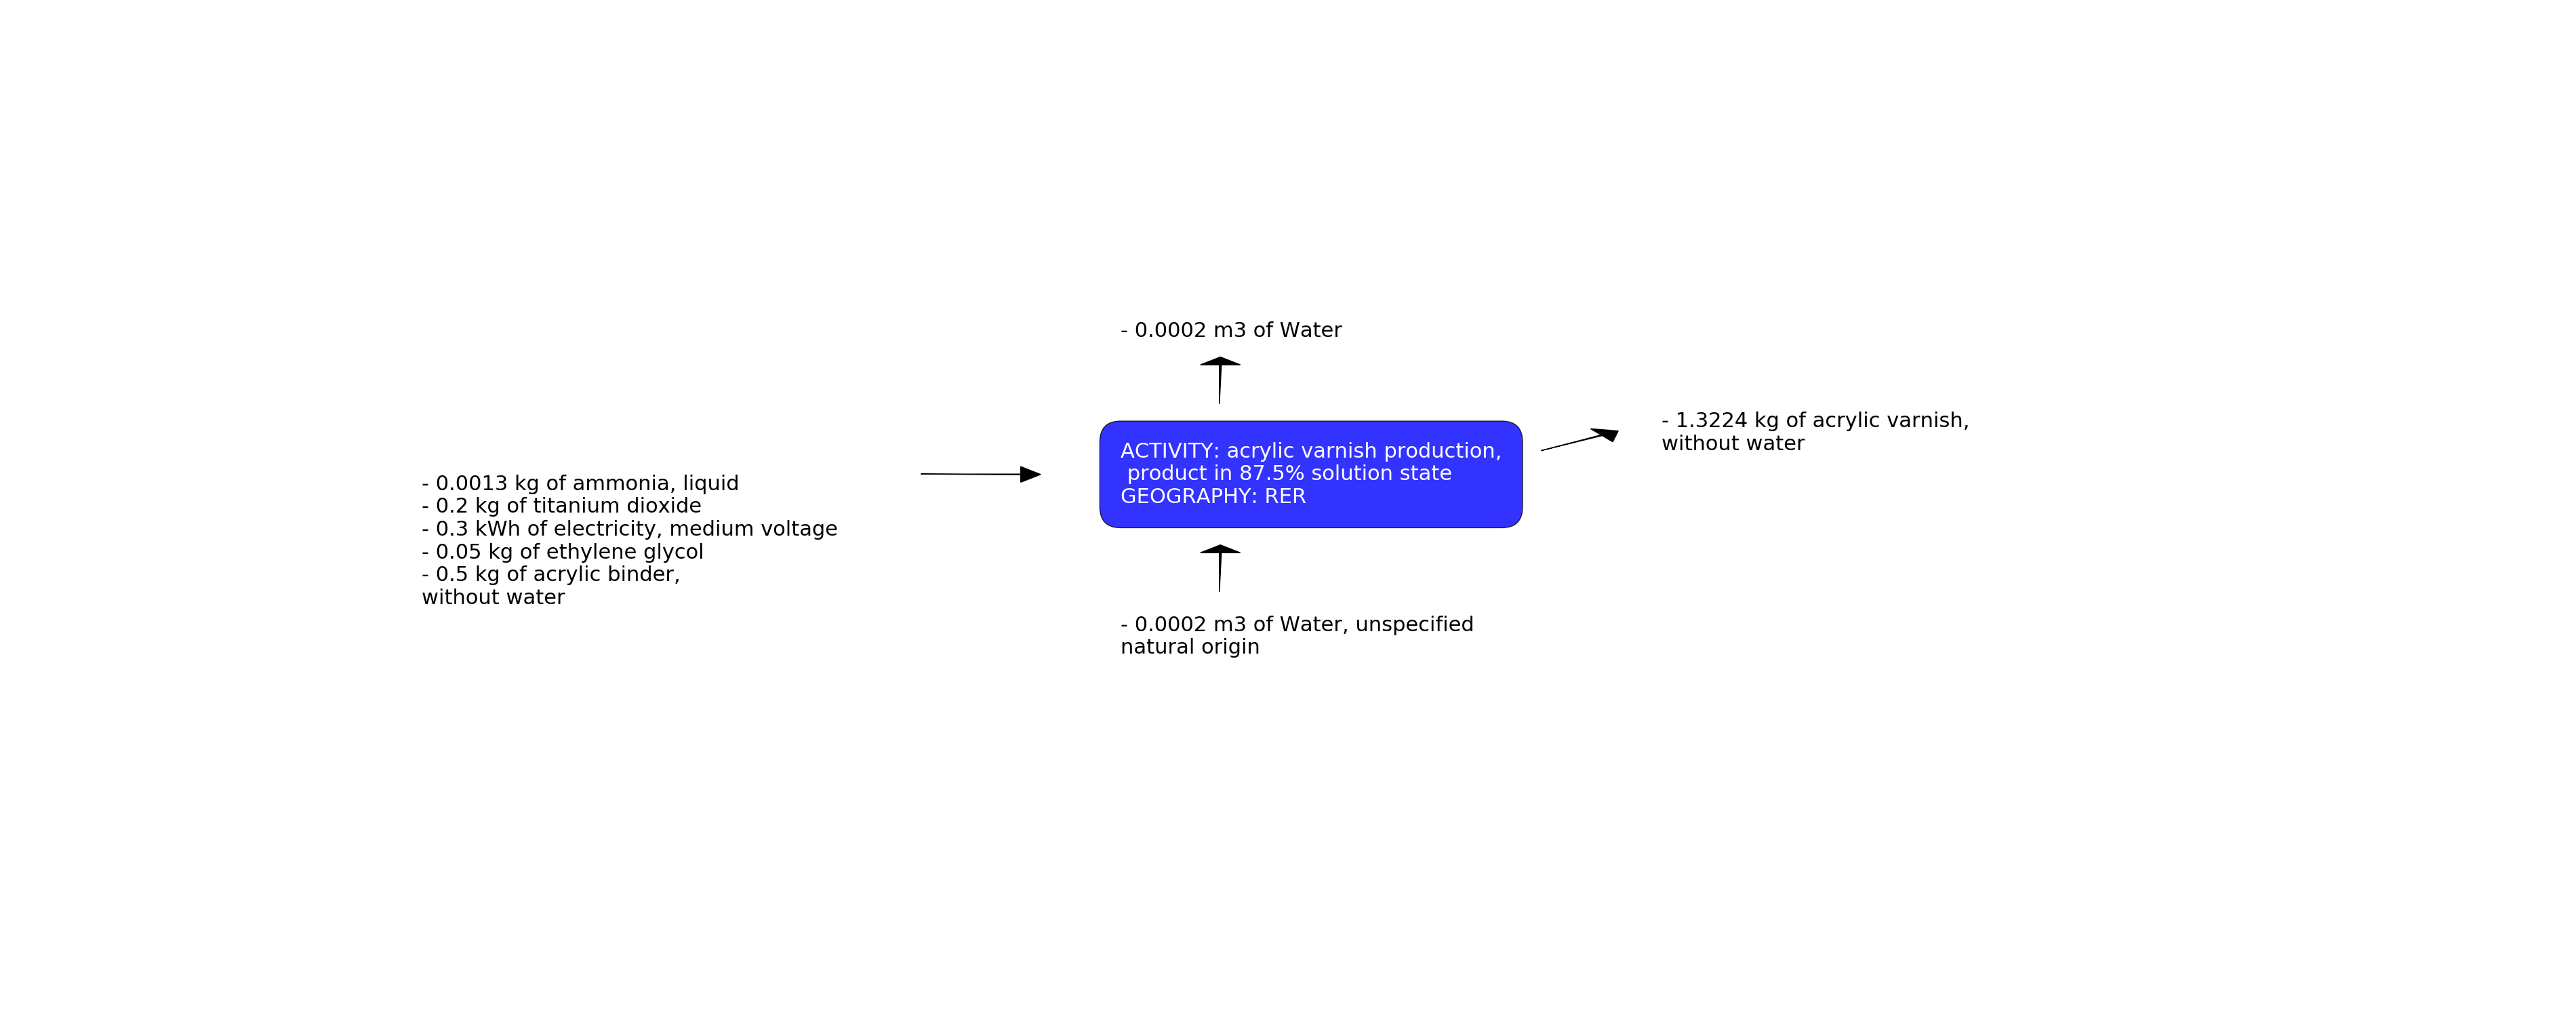 - 0.0002 m3 of Water
- 1.3224 kg of acrylic varnish,
without water
ACTIVITY: acrylic varnish production,
product in 87.5% solution state
GEOGRAPHY: RER
- 0.0013 kg of ammonia, liquid
- 0.2 kg of titanium dioxide
- 0.3 kWh of electricity, medium voltage
- 0.05 kg of ethylene glycol
- 0.5 kg of acrylic binder,
without water
- 0.0002 m3 of Water, unspecified
natural origin